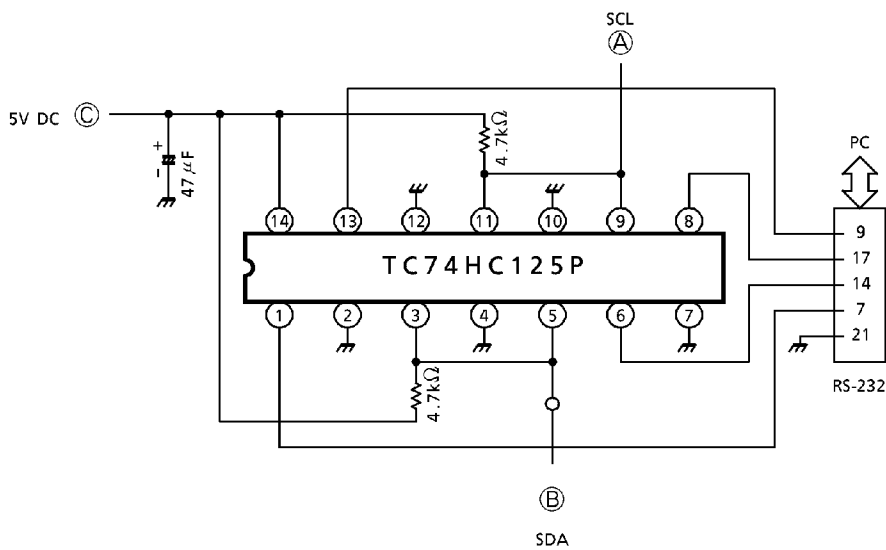 SCL
Ⓐ
5V DC Ⓒ
+
-
47μF
4.7kΩ
PC
14 13 12 11 10 9 8
TC74HC125P
1 2 3 4 5 6 7
9
17
14
7
21
RS-232
4.7kΩ
Ⓑ
SDA